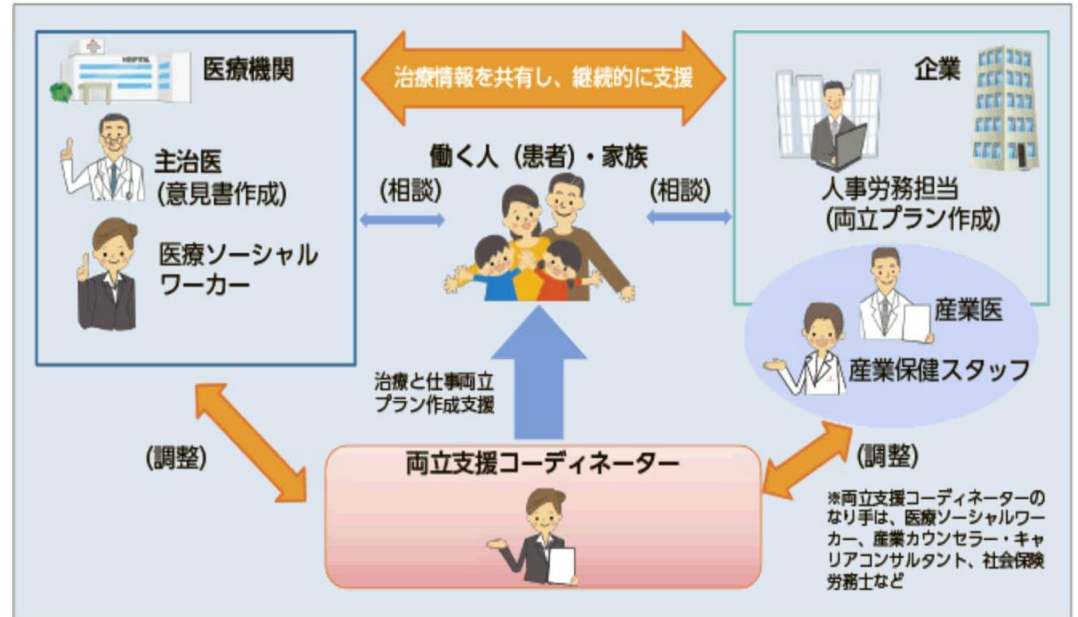 HOSPITAL
医療機関
治療情報を共有し、継続的に支援
企業
主治医
(意見書作成)
働く人（患者）・家族
(相談)
(相談)
人事労務担当
(両立プラン作成)
医療ソーシャル
ワーカー
産業医
産業保健スタッフ
治療と仕事両立
プラン作成支援
(調整)
両立支援コーディネーター
(調整)
※両立支援コーディネーターの
なり手は、医療ソーシャルワー
カー、産業カウンセラー・キャ
リアコンサルタント、社会保険
労務士など